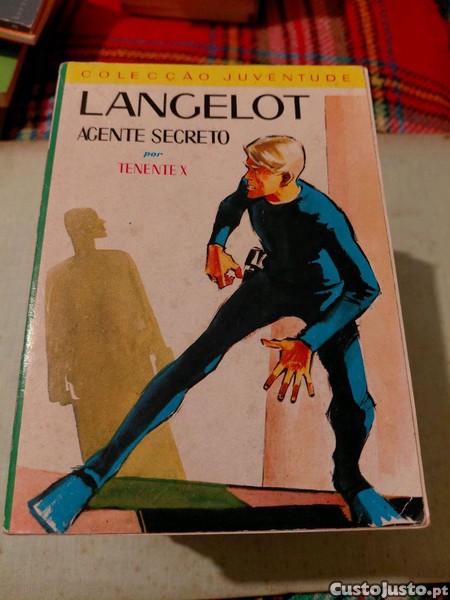 COLECÇÃO JUVENTUDE
LANGELOT
AGENTE SECRETO
por
TENENTE X
CustoJusto.pt